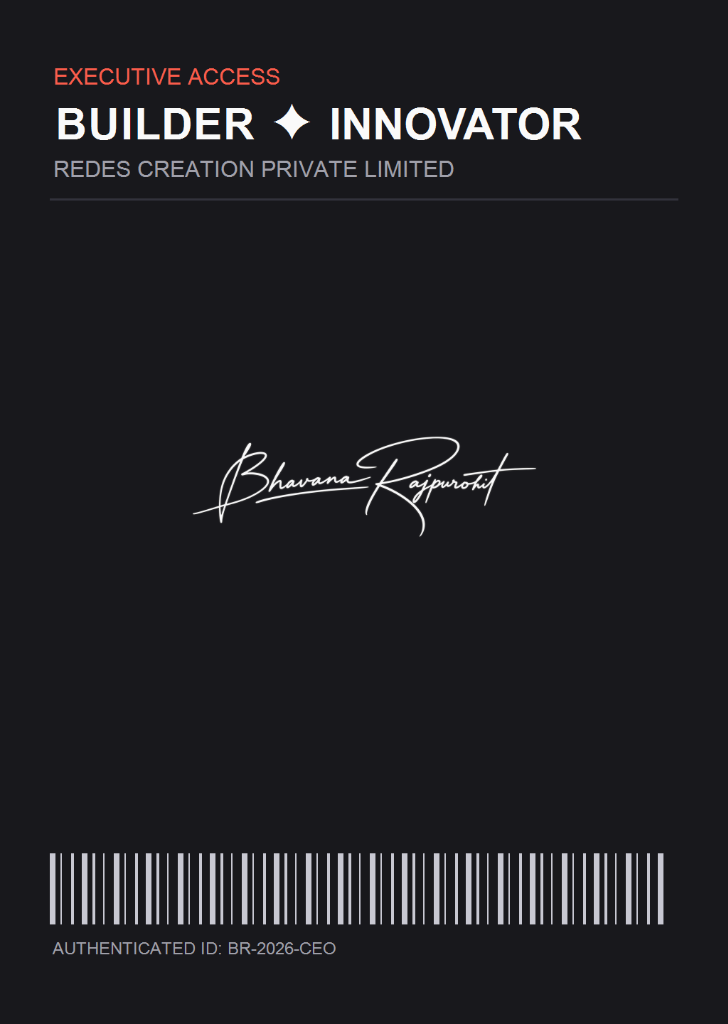 EXECUTIVE ACCESS
BUILDER ✦ INNOVATOR
REDES CREATION PRIVATE LIMITED
Bhavana Rajpurohit
AUTHENTICATED ID: BR-2026-CEO